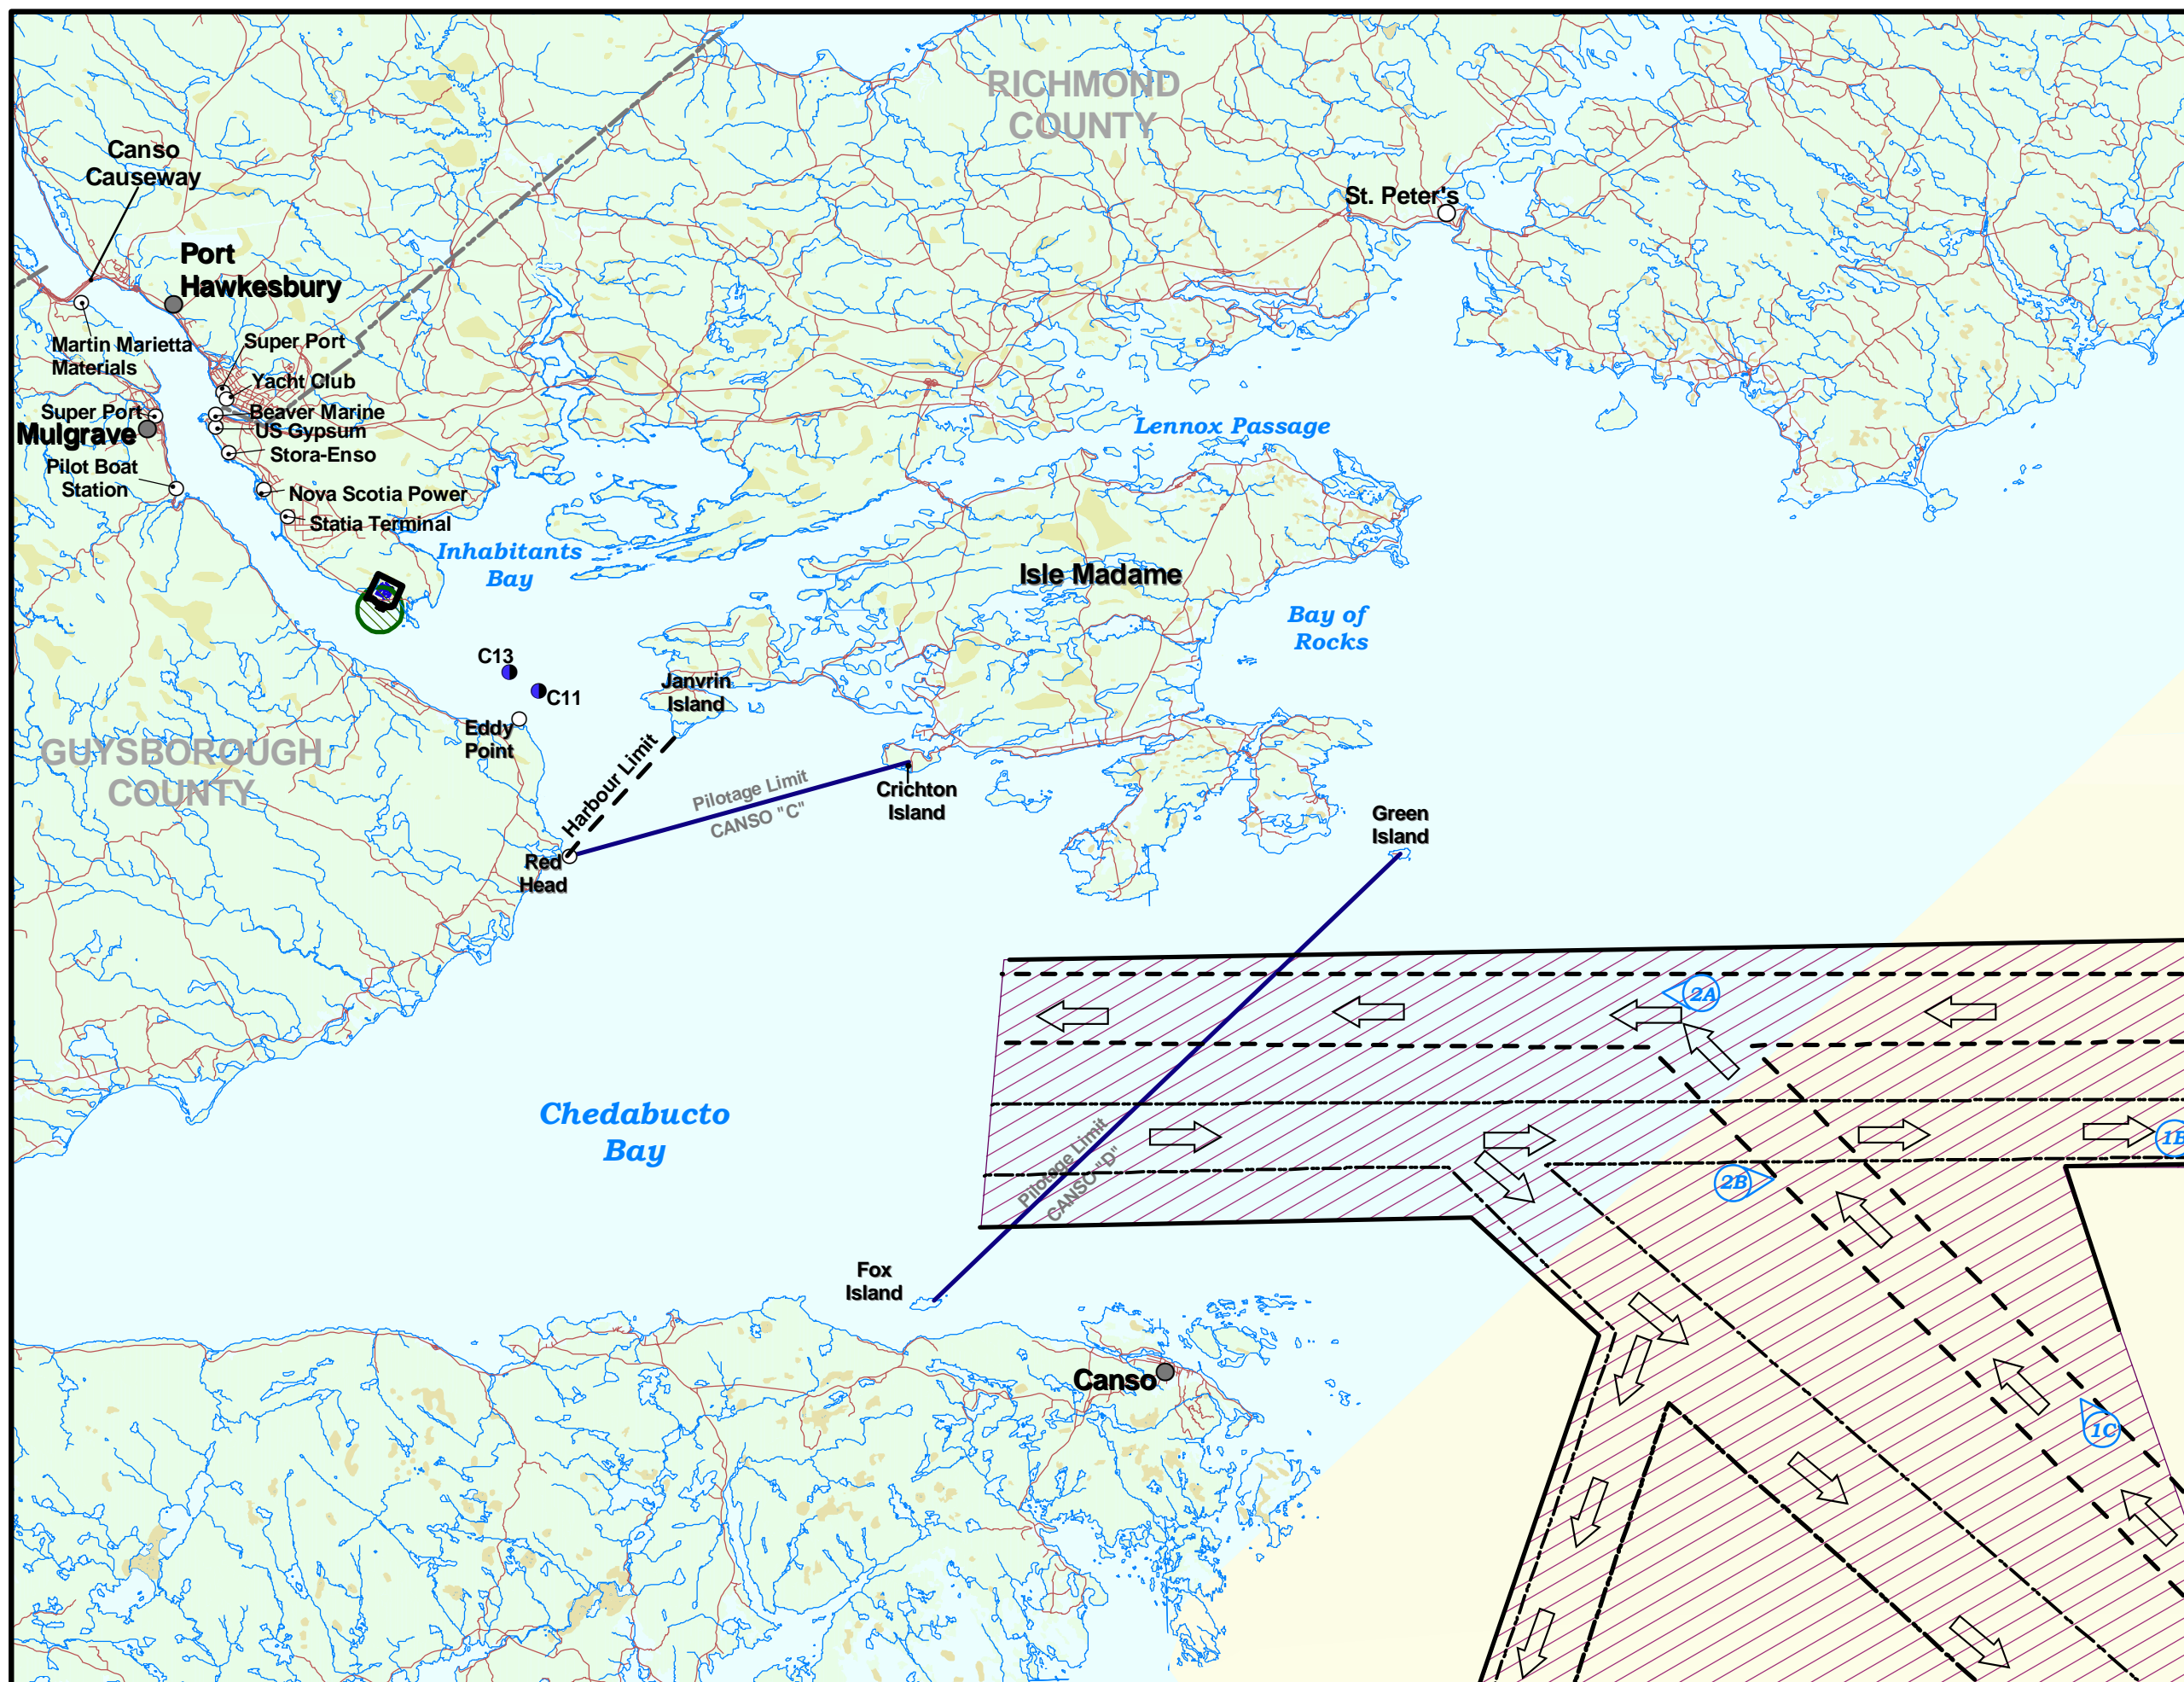 RICHMOND
COUNTY
Canso
Causeway
St. Peter's
Port
Hawkesbury
Martin Marietta
Materials
Super Port
Yacht Club
Super Port
Beaver Marine
Mulgrave
US Gypsum
Stora-Enso
Pilot Boat
Station
Nova Scotia Power
Statia Terminal
Lennox Passage
Inhabitants
Bay
Isle Madame
Bay of
Rocks
C13
C11
Janvrin
Island
Eddy
Point
GUYSBOROUGH
COUNTY
Harbour Limit
Pilotage Limit
CANSO "C"
Crichton
Island
Green
Island
Red
Head
2A
Chedabucto
Bay
Pilotage Limit
CANSO "D"
1B
2B
Fox
Island
Canso
1C